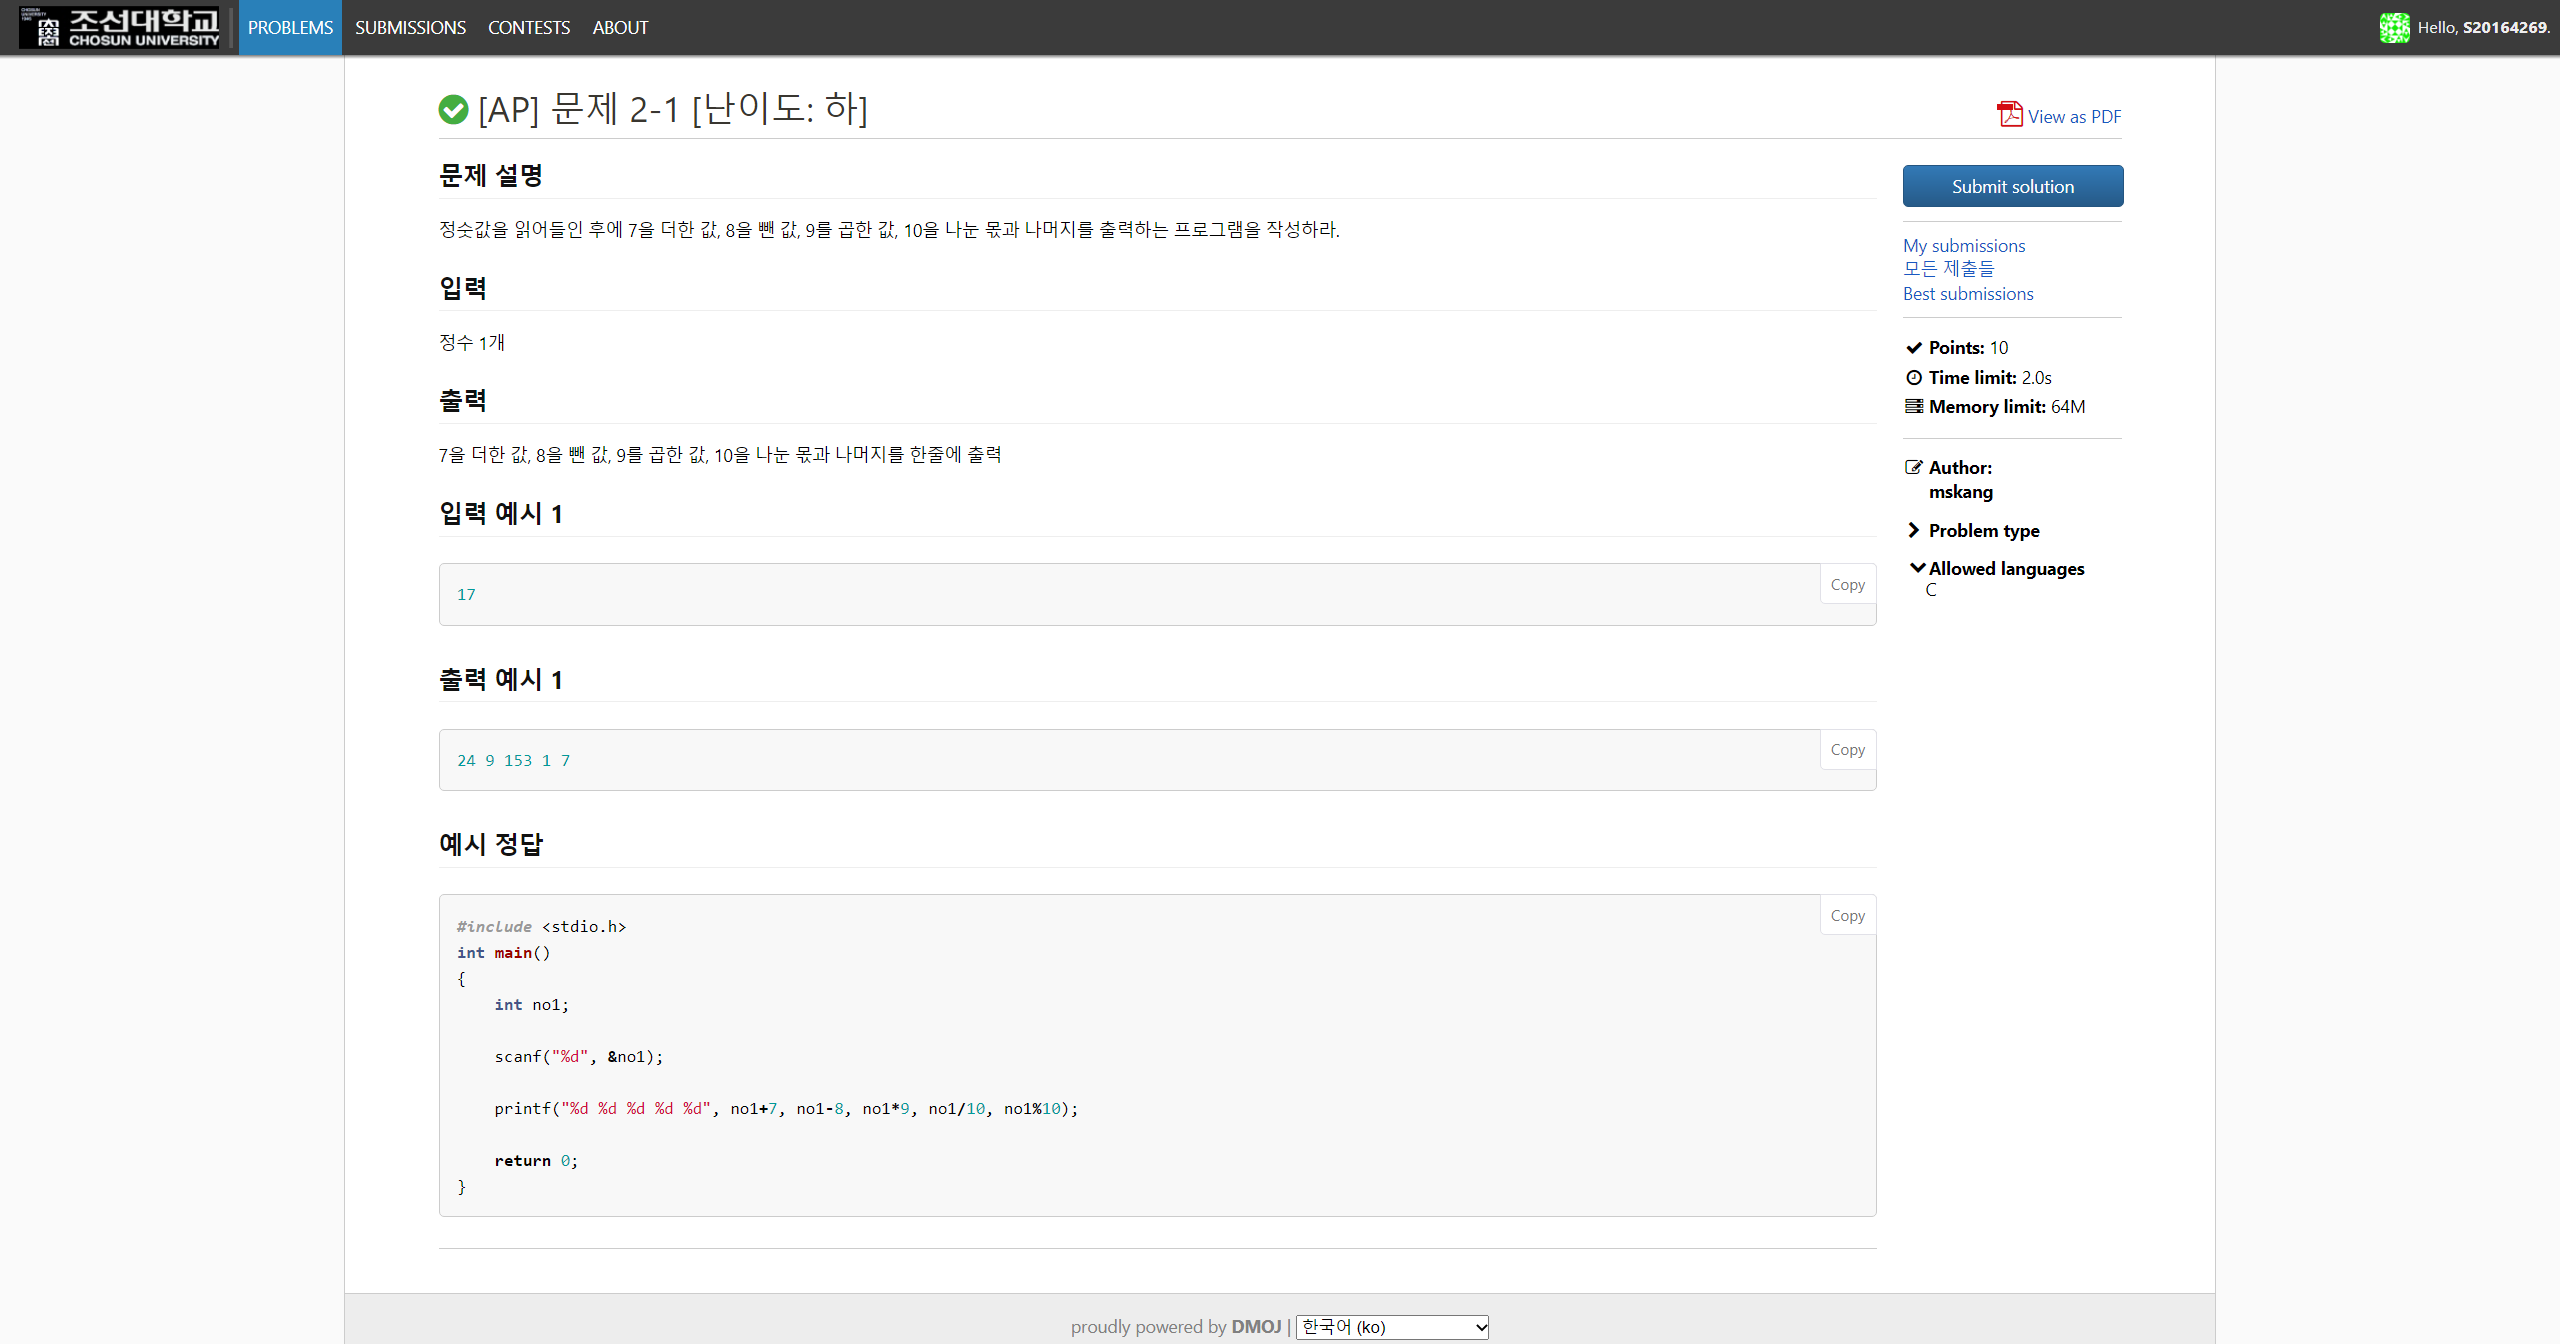 조선대학교
CHOSUN UNIVERSITY
PROBLEMS SUBMISSIONS CONTESTS ABOUT
Hello, S20164269.
[AP] 문제 2-1 [난이도: 하]
View as PDF
문제 설명
정숫값을 읽어들인 후에 7을 더한 값, 8을 뺀 값, 9를 곱한 값, 10을 나눈 몫과 나머지를 출력하는 프로그램을 작성하라.
입력
정수 1개
출력
7을 더한 값, 8을 뺀 값, 9를 곱한 값, 10을 나눈 몫과 나머지를 한줄에 출력
입력 예시 1
17
Copy
출력 예시 1
24 9 153 1 7
Copy
예시 정답
Copy
#include <stdio.h>
int main()
{
    int no1;
    scanf("%d", &no1);
    printf("%d %d %d %d %d", no1+7, no1-8, no1*9, no1/10, no1%10);
    return 0;
}
Submit solution
My submissions
모든 제출들
Best submissions
Points: 10
Time limit: 2.0s
Memory limit: 64M
Author:
mskang
Problem type
Allowed languages
C
proudly powered by DMOJ | 한국어 (ko)